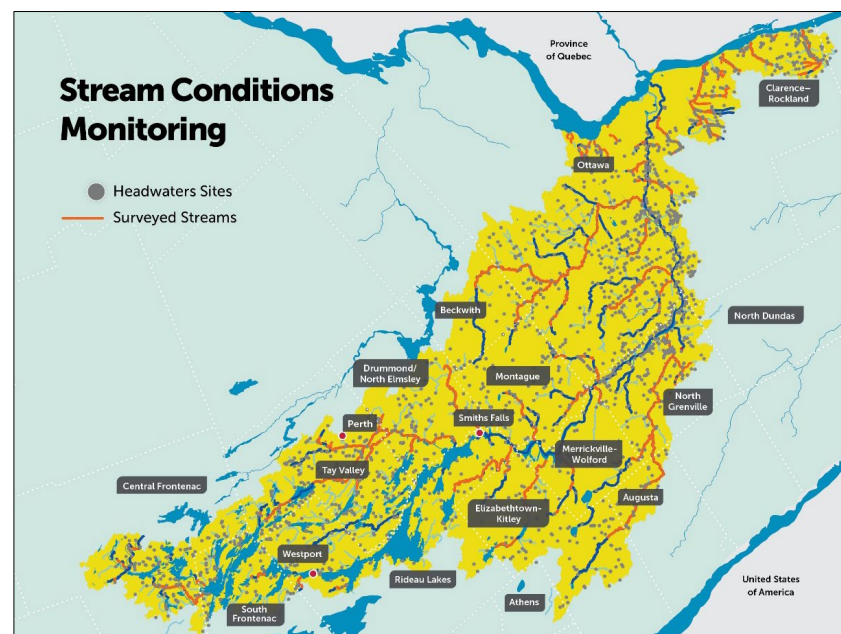 Stream Conditions
Monitoring
Headwaters Sites
Surveyed Streams
Province
of Quebec
Clarence–
Rockland
Ottawa
Beckwith
North Dundas
Drummond/
North Elmsley
Montague
North
Grenville
Perth
Smiths Falls
Merrickville-
Wolford
Tay Valley
Central Frontenac
Elizabethtown-
Kitley
Augusta
Westport
Rideau Lakes
United States
of America
Athens
South
Frontenac